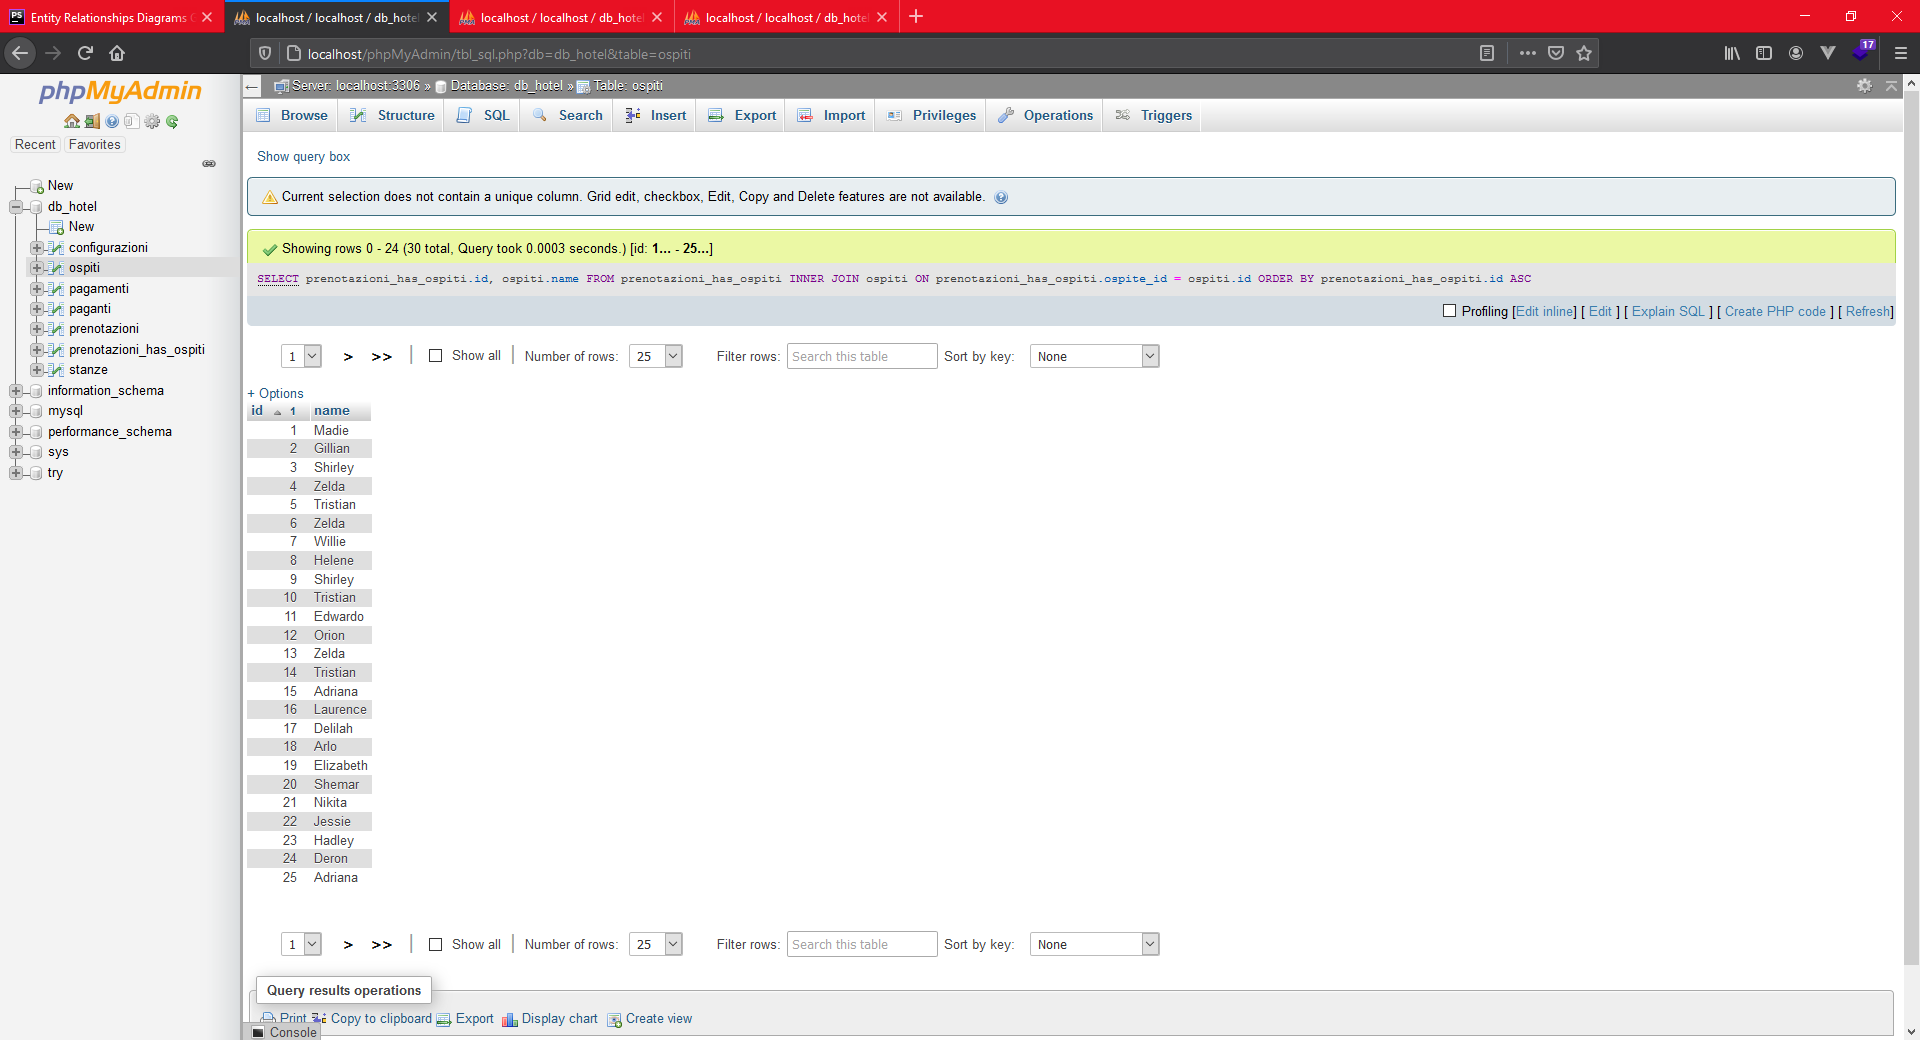 Entity Relationships Diagrams
localhost / localhost / db_hotel
localhost / localhost / db_hotel
localhost / localhost / db_hotel
localhost/phpMyAdmin/tbl_sql.php?db=db_hotel&table=ospiti
17
phpMyAdmin
Recent
Favorites
New
db_hotel
New
configurazioni
ospiti
pagamenti
paganti
prenotazioni
prenotazioni_has_ospiti
stanze
information_schema
mysql
performance_schema
sys
try
Server: localhost:3306 » Database: db_hotel » Table: ospiti
Browse Structure SQL Search Insert Export Import Privileges Operations Triggers
Show query box
Current selection does not contain a unique column. Grid edit, checkbox, Edit, Copy and Delete features are not available.
Showing rows 0 - 24 (30 total, Query took 0.0003 seconds.) [id: 1... - 25...]
SELECT prenotazioni_has_ospiti.id, ospiti.name FROM prenotazioni_has_ospiti INNER JOIN ospiti ON prenotazioni_has_ospiti.ospite_id = ospiti.id ORDER BY prenotazioni_has_ospiti.id ASC
Profiling [Edit inline] [ Edit ] [ Explain SQL ] [ Create PHP code ] [ Refresh]
1 > >> | Show all | Number of rows: 25 Filter rows: Search this table Sort by key: None
+ Options
id 1 name
1 Madie
2 Gillian
3 Shirley
4 Zelda
5 Tristian
6 Zelda
7 Willie
8 Helene
9 Shirley
10 Tristian
11 Edwardo
12 Orion
13 Zelda
14 Tristian
15 Adriana
16 Laurence
17 Delilah
18 Arlo
19 Elizabeth
20 Shemar
21 Nikita
22 Jessie
23 Hadley
24 Deron
25 Adriana
1 > >> | Show all | Number of rows: 25 Filter rows: Search this table Sort by key: None
Query results operations
Print Copy to clipboard Export Display chart Create view
Console